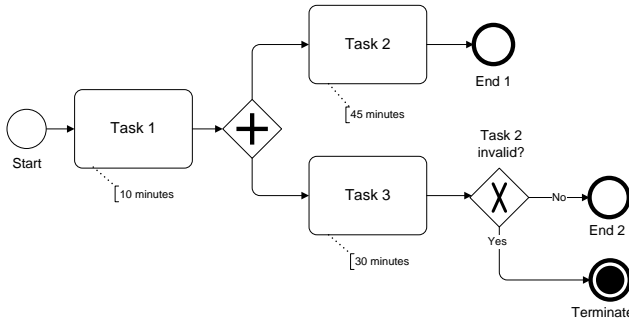 Task 2
End 1
45 minutes
Start
Task 1
10 minutes
Task 2
invalid?
Task 3
30 minutes
No
End 2
Yes
Terminate